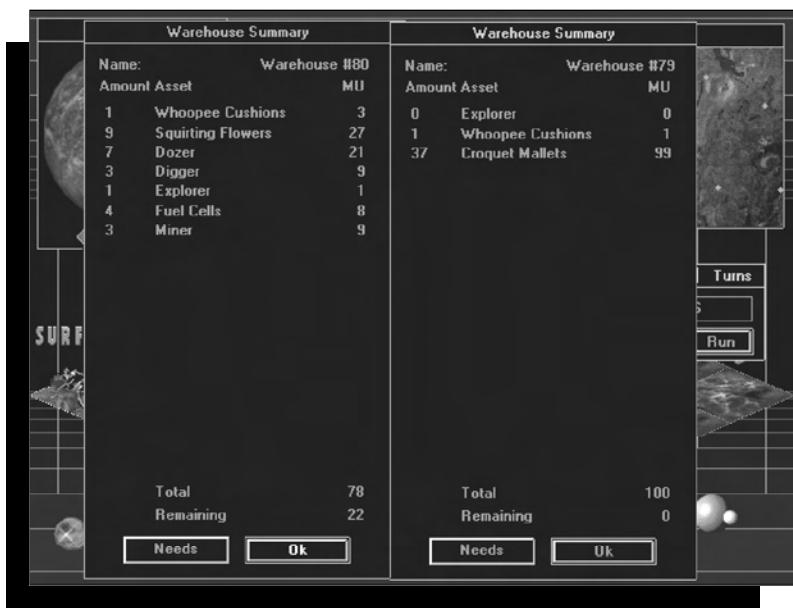 Warehouse Summary
Name: Warehouse #80
Amount Asset MU
1 Whoopee Cushions 3
9 Squirting Flowers 27
7 Dozer 21
3 Digger 9
1 Explorer 1
4 Fuel Cells 8
3 Miner 9
Total 78
Remaining 22
Needs Ok
Warehouse Summary
Name: Warehouse #79
Amount Asset MU
0 Explorer 0
1 Whoopee Cushions 1
37 Croquet Mallets 99
Total 100
Remaining 0
Needs Ok
Turns
Run
SURF